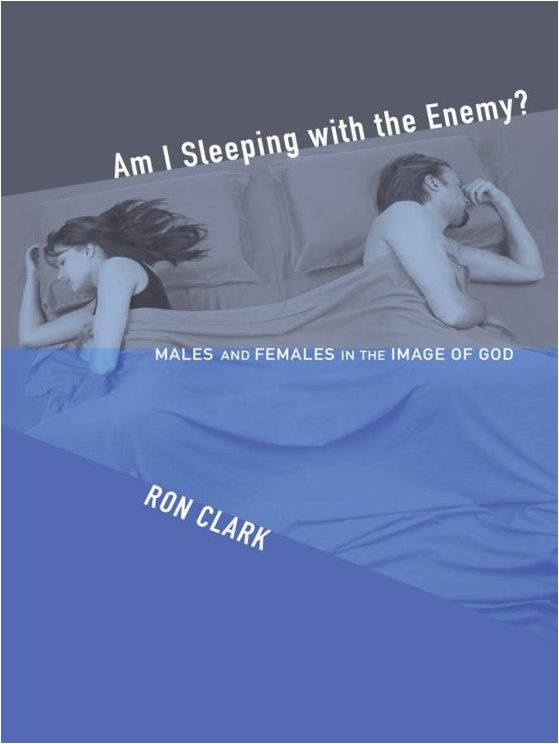 Am I Sleeping with the Enemy?
MALES AND FEMALES IN THE IMAGE OF GOD
RON CLARK